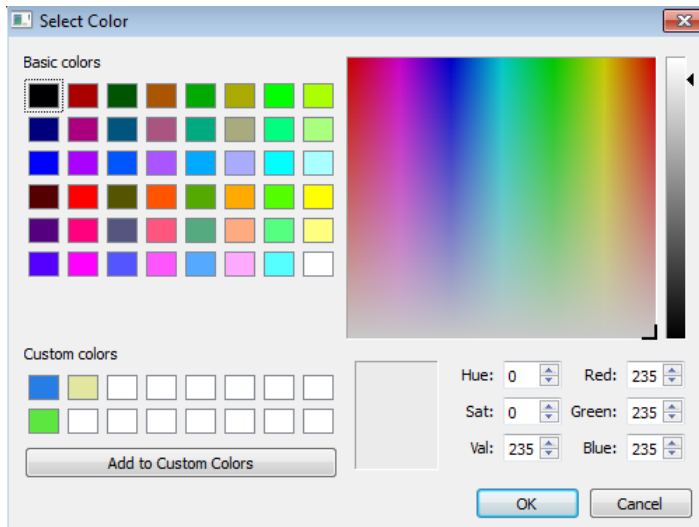 Select Color
Basic colors
Custom colors
Add to Custom Colors
Hue: 0 Red: 235
Sat: 0 Green: 235
Val: 235 Blue: 235
OK Cancel